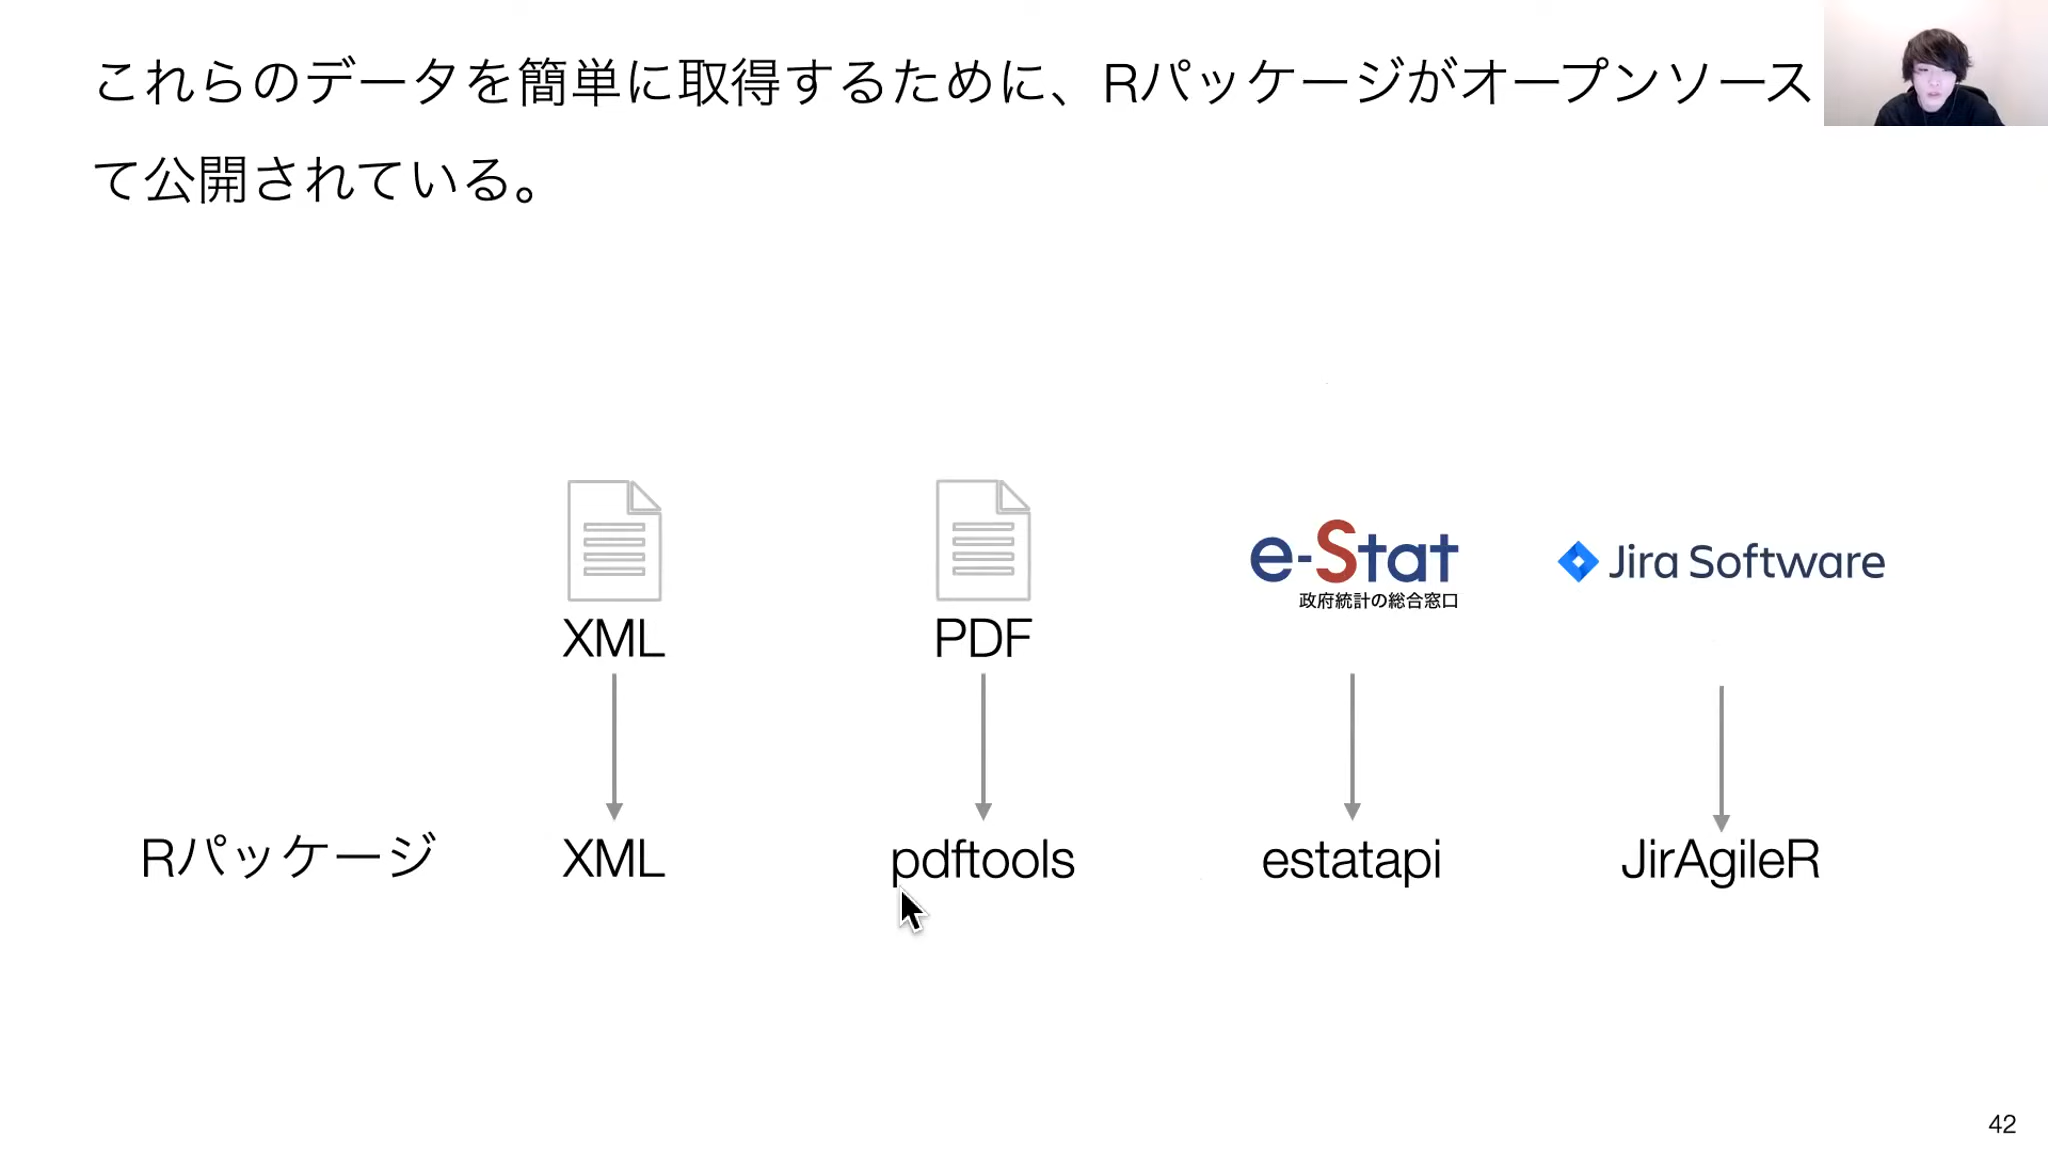 これらのデータを簡単に取得するために、Rパッケージがオープンソース
て公開されている。
XML
PDF
e-Stat
政府統計の総合窓口
Jira Software
Rパッケージ
XML
pdftools
estatapi
JirAgileR
42